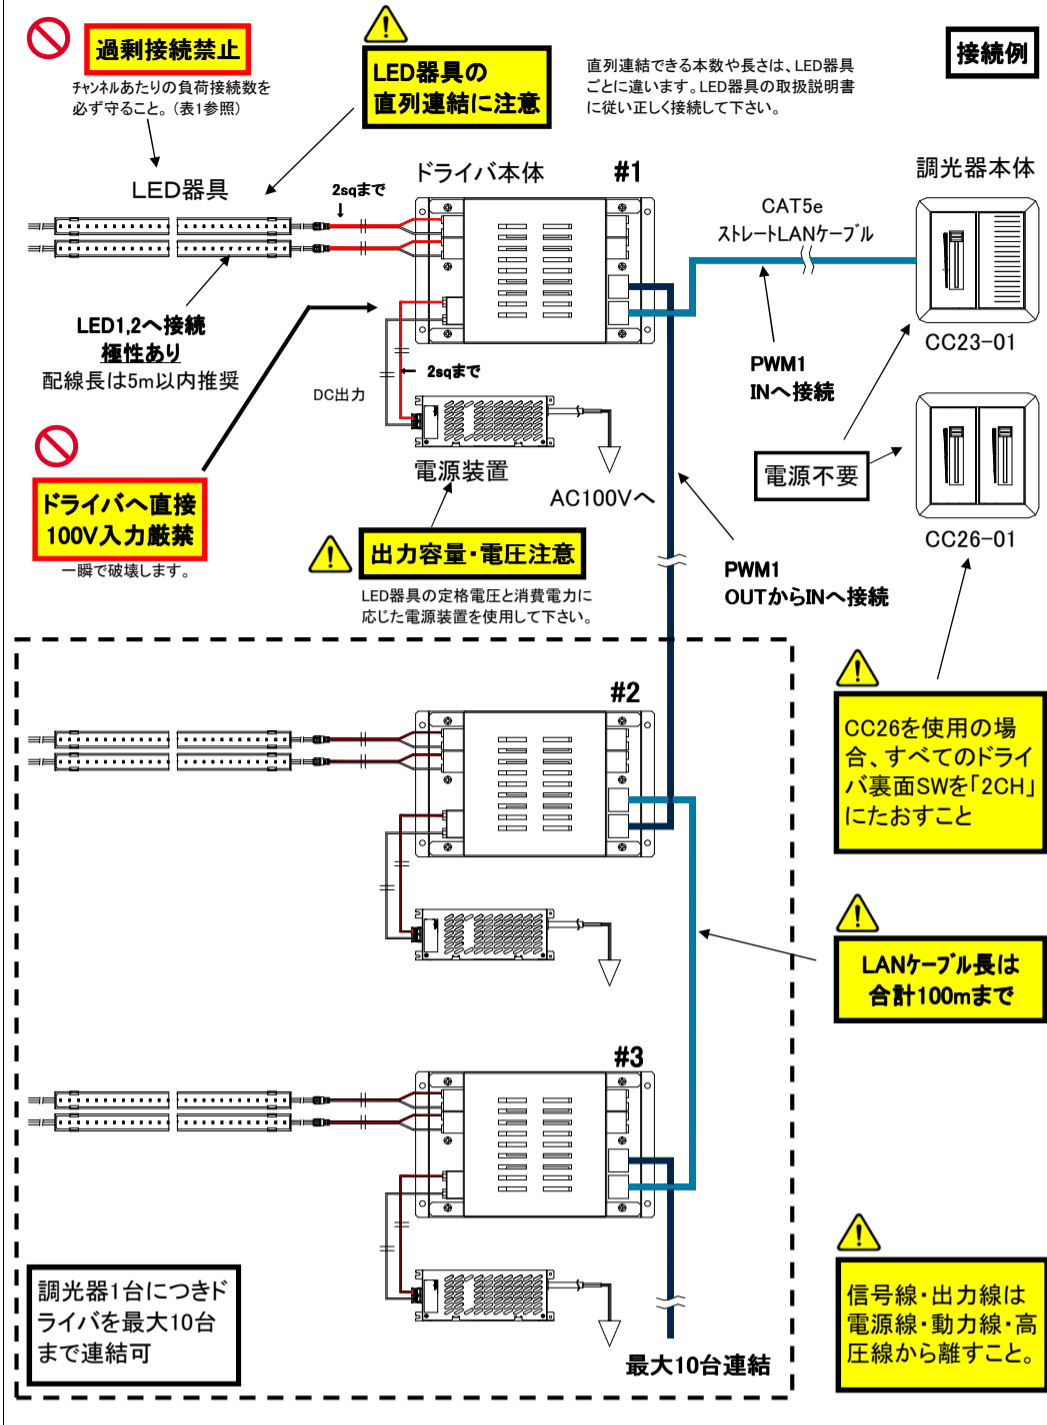 過剰接続禁止
チャンネルあたりの負荷接続数を
必ず守ること。（表1参照）
LED器具の
直列連結に注意
直列連結できる本数や長さは、LED器具
ごとに違います。LED器具の取扱説明書
に従い正しく接続して下さい。
接続例
LED器具
2sqまで
ドライバ本体
#1
調光器本体
CAT5e
ストレートLANケーブル
LED1,2へ接続
極性あり
配線長は5m以内推奨
DC出力
2sqまで
PWM1
INへ接続
CC23-01
電源装置
AC100Vへ
電源不要
CC26-01
ドライバへ直接
100V入力厳禁
一瞬で破壊します。
出力容量・電圧注意
LED器具の定格電圧と消費電力に
応じた電源装置を使用して下さい。
PWM1
OUTからINへ接続
#2
CC26を使用の場
合、すべてのドライ
バ裏面SWを「2CH」
にたおすこと
LANケーブル長は
合計100mまで
#3
調光器1台につきド
ライバを最大10台
まで連結可
最大10台連結
信号線・出力線は
電源線・動力線・高
圧線から離すこと。